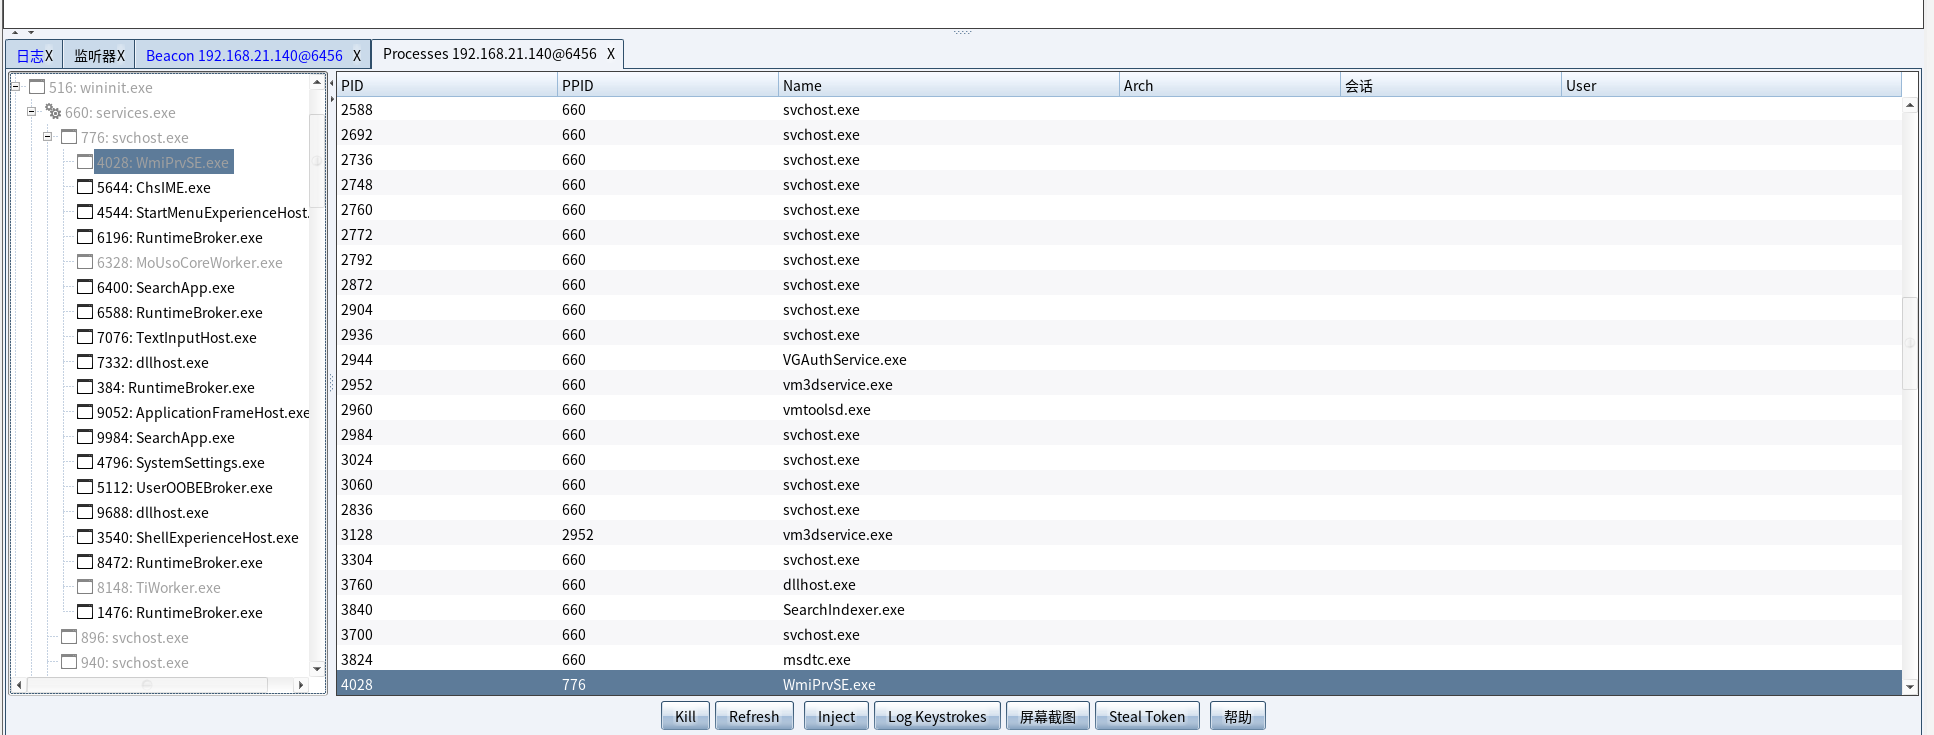 日志X 监听器X Beacon 192.168.21.140@6456 X Processes 192.168.21.140@6456 X
516: wininit.exe
660: services.exe
776: svchost.exe
4028: WmiPrvSE.exe
5644: ChsIME.exe
4544: StartMenuExperienceHost.
6196: RuntimeBroker.exe
6328: MoUsoCoreWorker.exe
6400: SearchApp.exe
6588: RuntimeBroker.exe
7076: TextInputHost.exe
7332: dllhost.exe
384: RuntimeBroker.exe
9052: ApplicationFrameHost.exe
9984: SearchApp.exe
4796: SystemSettings.exe
5112: UserOOBEBroker.exe
9688: dllhost.exe
3540: ShellExperienceHost.exe
8472: RuntimeBroker.exe
8148: TiWorker.exe
1476: RuntimeBroker.exe
896: svchost.exe
940: svchost.exe
PID PPID Name Arch 会话 User
2588 660 svchost.exe
2692 660 svchost.exe
2736 660 svchost.exe
2748 660 svchost.exe
2760 660 svchost.exe
2772 660 svchost.exe
2792 660 svchost.exe
2872 660 svchost.exe
2904 660 svchost.exe
2936 660 svchost.exe
2944 660 VGAuthService.exe
2952 660 vm3dservice.exe
2960 660 vmtoolsd.exe
2984 660 svchost.exe
3024 660 svchost.exe
3060 660 svchost.exe
2836 660 svchost.exe
3128 2952 vm3dservice.exe
3304 660 svchost.exe
3760 660 dllhost.exe
3840 660 SearchIndexer.exe
3700 660 svchost.exe
3824 660 msdtc.exe
4028 776 WmiPrvSE.exe
Kill Refresh Inject Log Keystrokes 屏幕截图 Steal Token 帮助